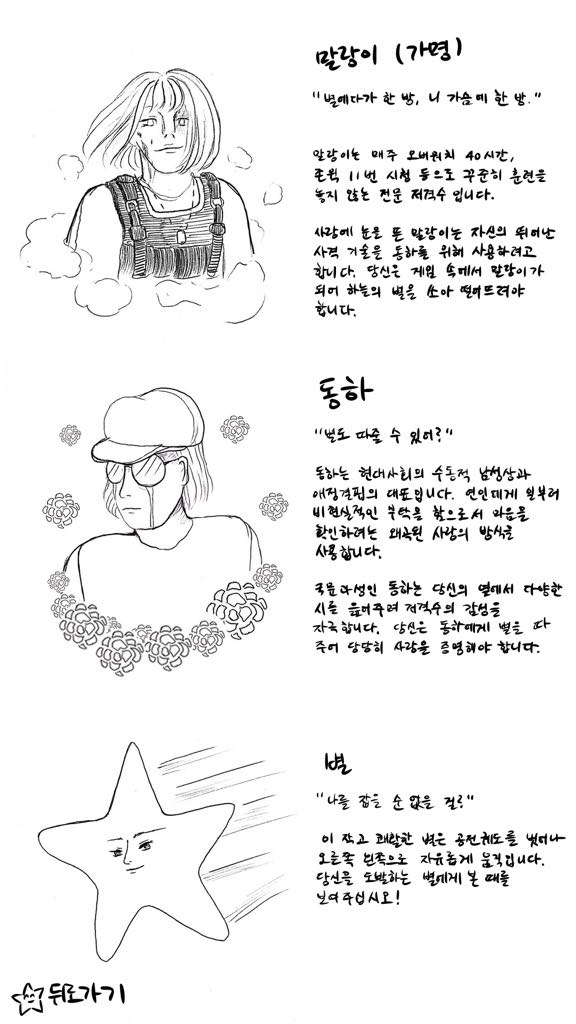 말랑이 (가명)
"별에다가 한 방, 니 가슴에 한 방."
말랑이는 매주 오버워치 40시간,
토익 11번 시험 등으로 꾸준히 훈련을
놓지 않는 전문 저격수 입니다.
사랑에 눈을 뜬 말랑이는 자신의 뛰어난
사격 기술을 동하를 위해 사용하려고
합니다. 당신은 게임 속에서 말랑이가
되어 하늘의 별을 쏘아 떨어뜨려야
합니다.
동하
"별도 따줄 수 있어?"
동하는 현대사회의 수동적 남성상과
애정결핍의 대표입니다. 연인에게 일부러
비현실적인 부탁을 함으로서 마음을
확인하려는 왜곡된 사랑의 방식을
사용합니다.
국문과생인 동하는 당신의 옆에서 다양한
시를 읊어주며 저격수의 감성을
자극합니다. 당신은 동하에게 별을 따
주어 당당히 사랑을 증명해야 합니다.
별
"나를 잡을 순 없을 걸?"
이 작고 쾌활한 별은 공전궤도를 벗어나
오른쪽 왼쪽으로 자유롭게 움직입니다.
당신을 도발하는 별에게 본 때를
보여주십시오!
뒤로가기